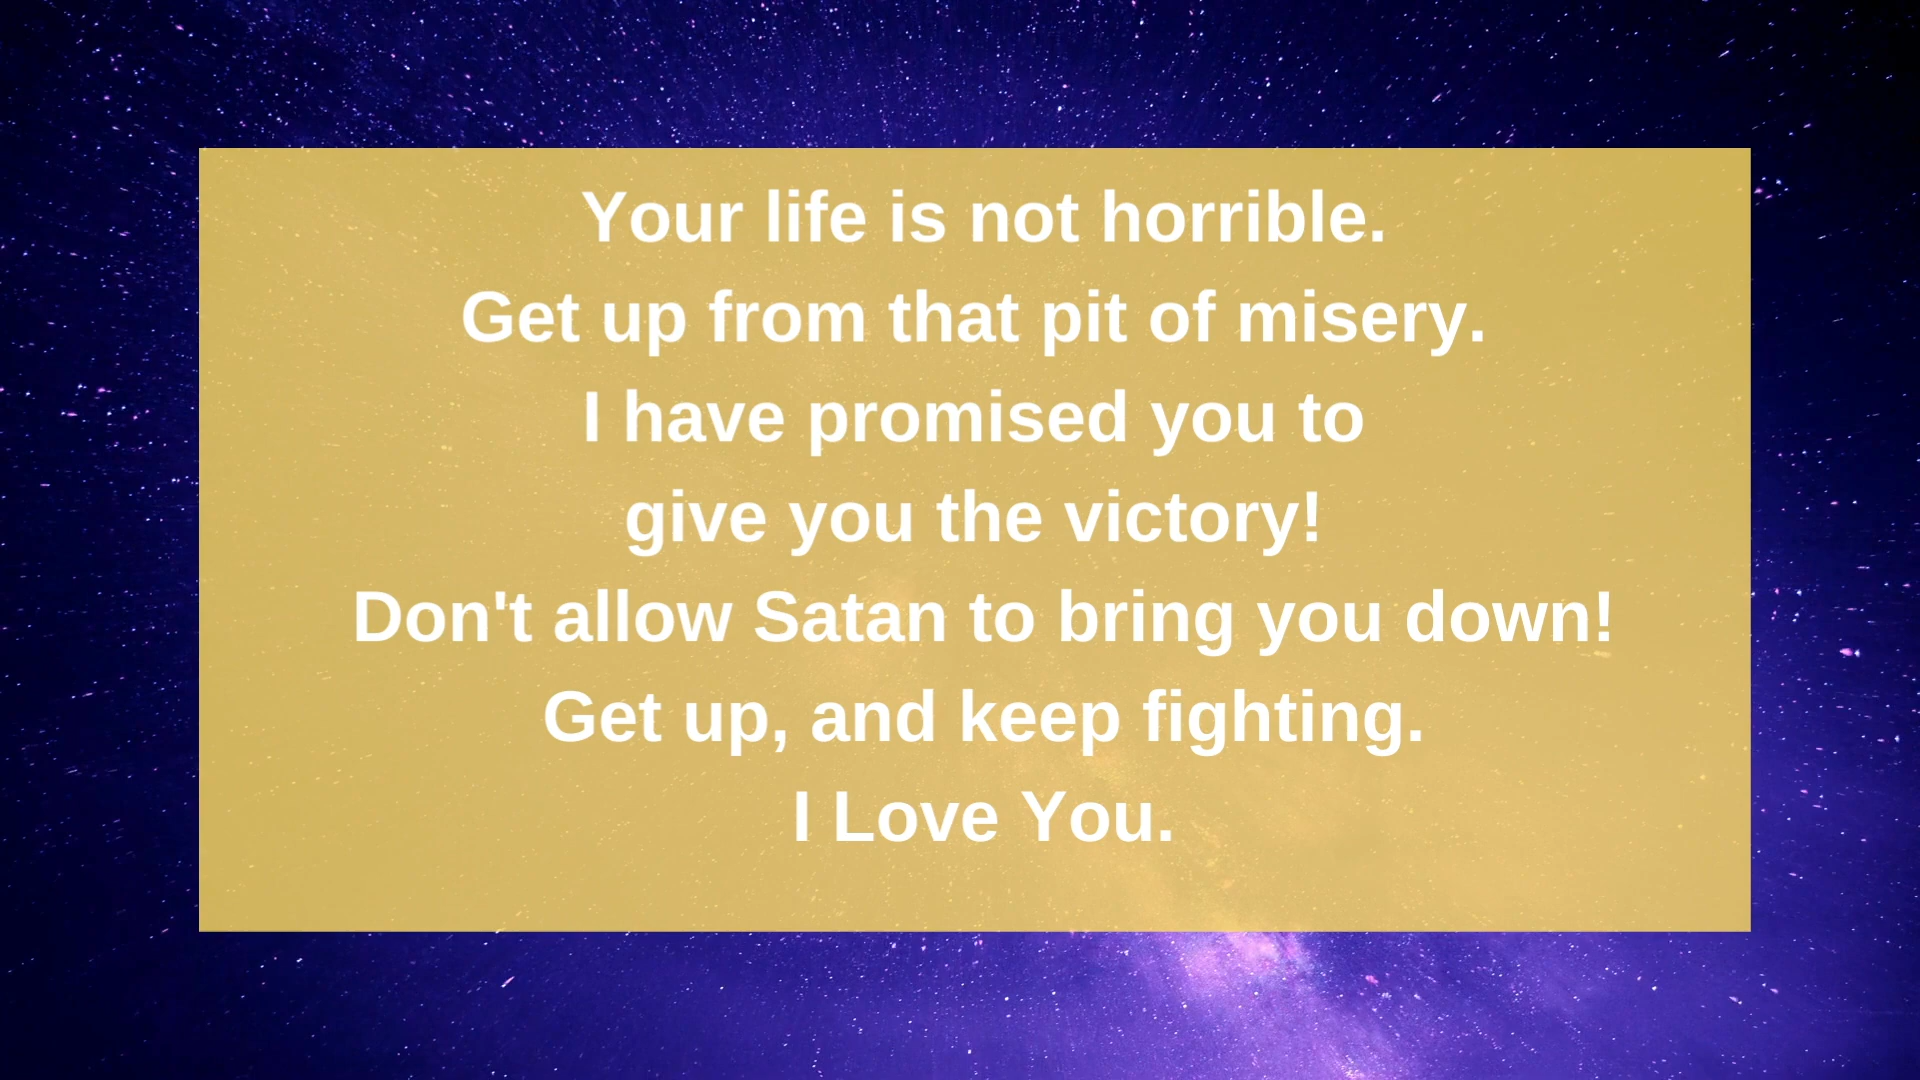 Your life is not horrible.
Get up from that pit of misery.
I have promised you to
give you the victory!
Don't allow Satan to bring you down!
Get up, and keep fighting.
I Love You.